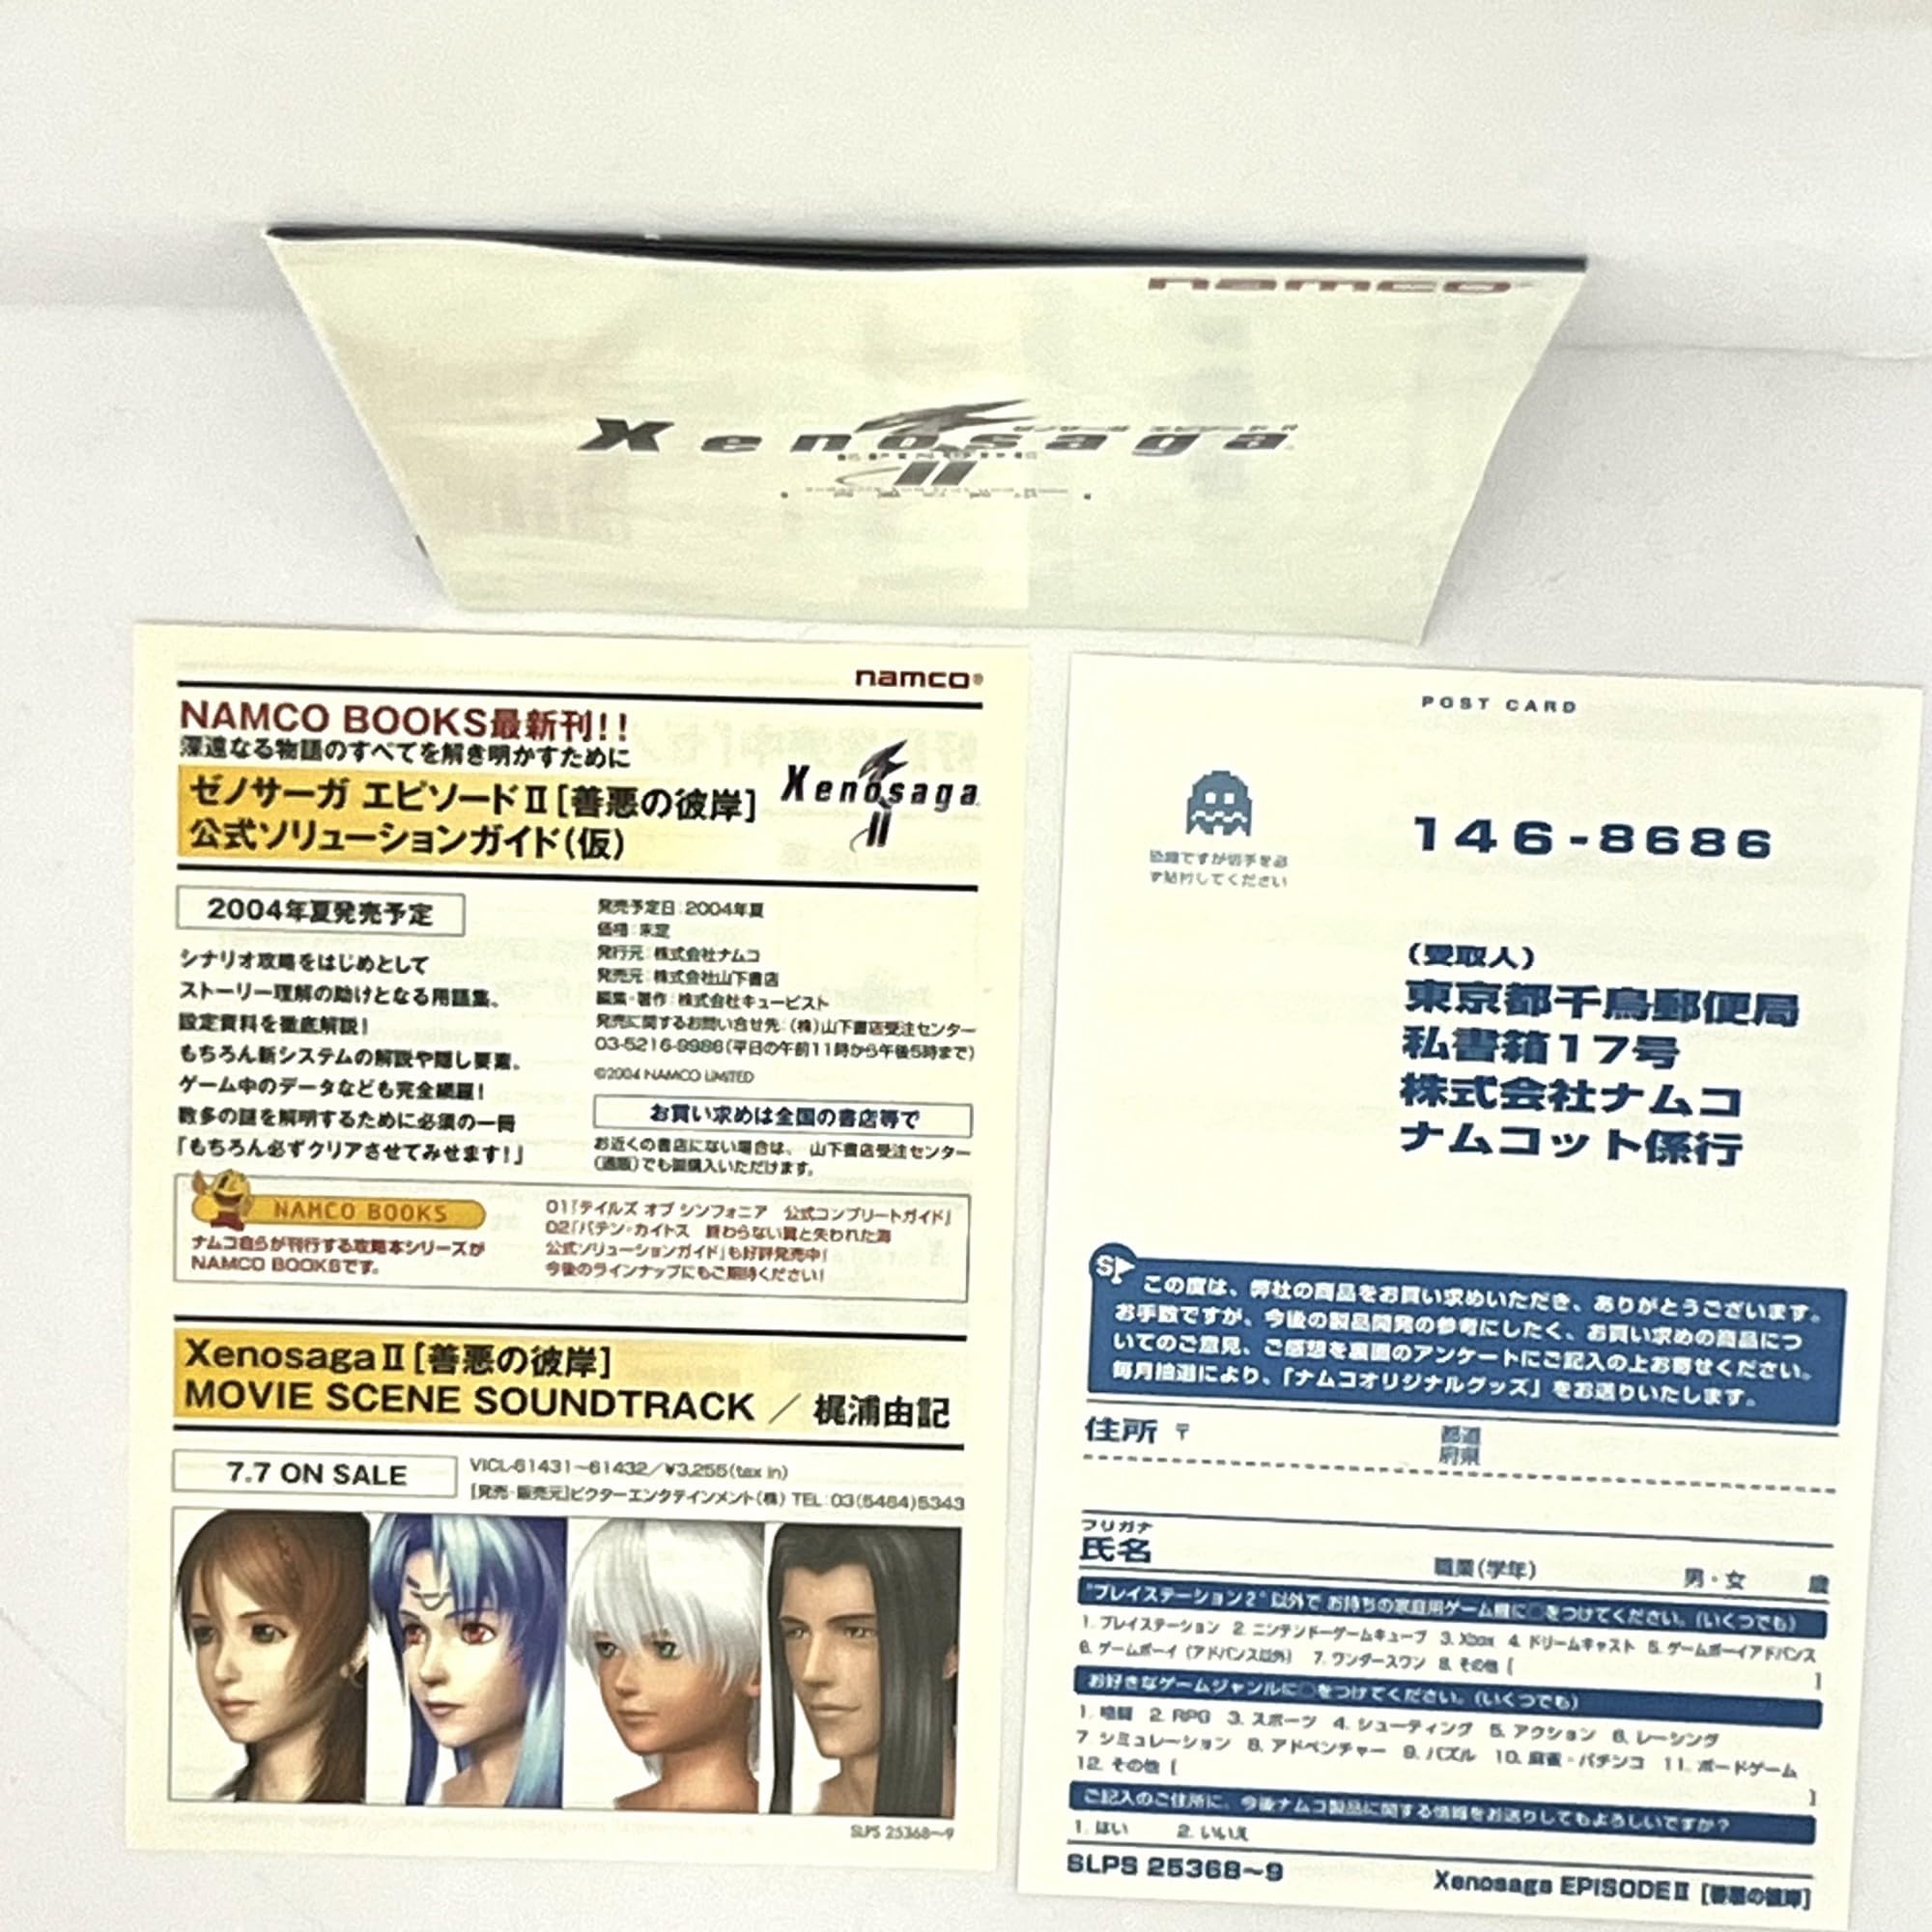 namco
Xenosaga
ゼノサーガ エピソードII
EPISODE
II
namco®
NAMCO BOOKS最新刊!!
深遠なる物語のすべてを解き明かすために
ゼノサーガ エピソードⅡ[善悪の彼岸]
公式ソリューションガイド(仮)
Xenosaga
II
2004年夏発売予定
シナリオ攻略をはじめとして
ストーリー理解の助けとなる用語集、
設定資料を徹底解説!
もちろん新システムの解説や隠し要素、
ゲーム中のデータなども完全網羅!
数多の謎を解明するために必須の一冊
「もちろん必ずクリアさせてみせます!」
発売予定日:2004年夏
価格:未定
発行元:株式会社ナムコ
発売元:株式会社山下書店
編集・著作:株式会社キュービスト
発売に関するお問い合せ先:(株)山下書店受注センター
03-5216-9986(平日の午前11時から午後5時まで)
©2004 NAMCO LIMITED
お買い求めは全国の書店等で
お近くの書店にない場合は、山下書店受注センター
(通販)でも御購入いただけます。
NAMCO BOOKS
ナムコ自らが刊行する攻略本シリーズが
NAMCO BOOKSです。
01「テイルズ オブ シンフォニア 公式コンプリートガイド」
02「バテン・カイトス 終わらない翼と失われた海
公式ソリューションガイド」も好評発売中!
今後のラインナップにもご期待ください!
XenosagaⅡ[善悪の彼岸]
MOVIE SCENE SOUNDTRACK / 梶浦由記
7.7 ON SALE
VICL-61431~61432/¥3,255(tax in)
[発売・販売元]ビクターエンタテインメント(株) TEL:03(5464)5343
SLPS 25368~9
POST CARD
恐縮ですが切手を必
ず貼付してください
146-8686
(受取人)
東京都千鳥郵便局
私書箱17号
株式会社ナムコ
ナムコット係行
この度は、弊社の商品をお買い求めいただき、ありがとうございます。
お手数ですが、今後の製品開発の参考にしたく、お買い求めの商品につ
いてのご意見、ご感想を裏面のアンケートにご記入の上お寄せください。
毎月抽選により、「ナムコオリジナルグッズ」をお送りいたします。
住所 〒 都道
府県
フリガナ
氏名 職業(学年) 男・女 歳
"プレイステーション2"以外で お持ちの家庭用ゲーム機に○をつけてください。(いくつでも)
1. プレイステーション 2. ニンテンドーゲームキューブ 3. Xbox 4. ドリームキャスト 5. ゲームボーイアドバンス
6. ゲームボーイ(アドバンス以外) 7. ワンダースワン 8. その他 [ ]
お好きなゲームジャンルに○をつけてください。(いくつでも)
1. 格闘 2. RPG 3. スポーツ 4. シューティング 5. アクション 6. レーシング
7 シミュレーション 8. アドベンチャー 9. パズル 10. 麻雀・パチンコ 11. ボードゲーム
12. その他 [ ]
ご記入のご住所に、今後ナムコ製品に関する情報をお送りしてもよろしいですか?
1. はい 2. いいえ
SLPS 25368~9
Xenosaga EPISODEⅡ [善悪の彼岸]